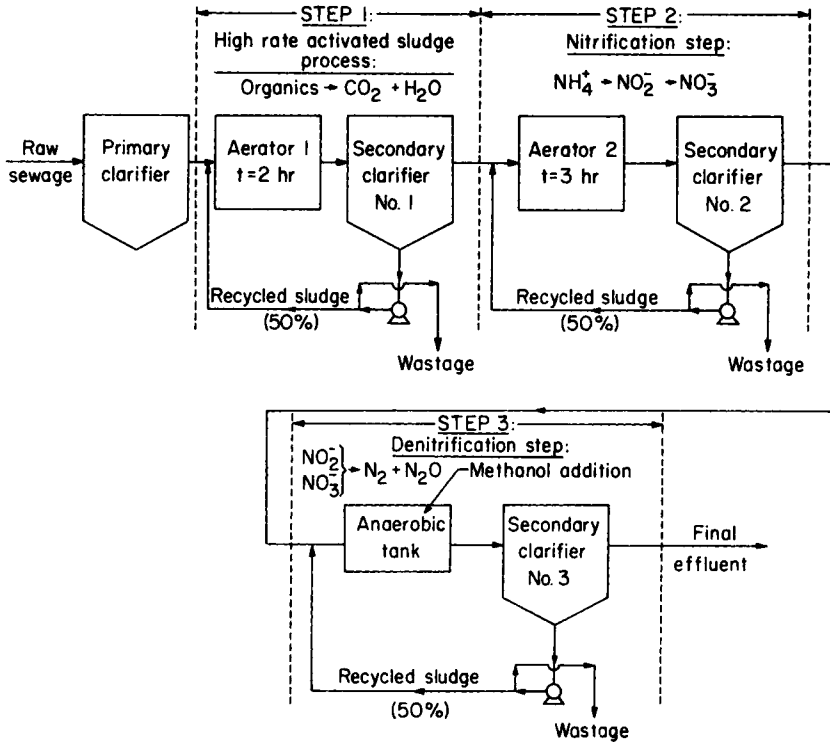 STEP 1:
High rate activated sludge
process:
Organics → CO₂ + H₂O
STEP 2:
Nitrification step:
NH₄⁺ → NO₂⁻ → NO₃⁻
Raw
sewage
Primary
clarifier
Aerator 1
t=2 hr
Secondary
clarifier
No. 1
Aerator 2
t=3 hr
Secondary
clarifier
No. 2
Recycled sludge
(50%)
Wastage
Recycled sludge
(50%)
Wastage
STEP 3:
Denitrification step:
NO₂⁻
NO₃⁻ } → N₂ + N₂O
Methanol addition
Anaerobic
tank
Secondary
clarifier
No. 3
Final
effluent
Recycled sludge
(50%)
Wastage